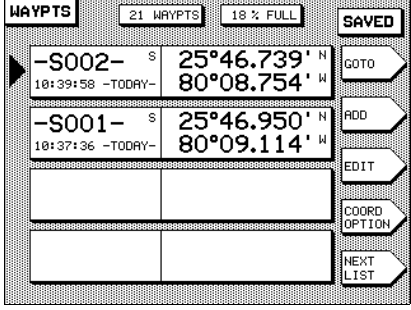 WAYPTS
21 WAYPTS
18 % FULL
SAVED
-S002- S
10:39:58 -TODAY-
25°46.739' N
80°08.754' W
GOTO
-S001- S
10:37:36 -TODAY-
25°46.950' N
80°09.114' W
ADD
EDIT
COORD
OPTION
NEXT
LIST